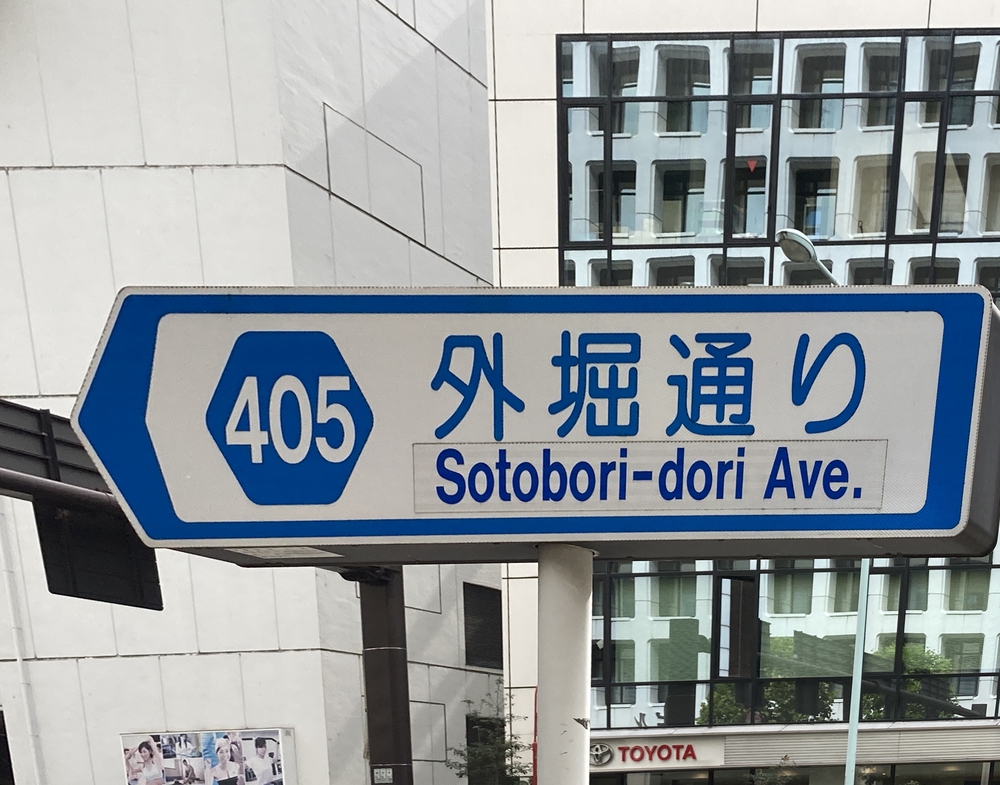 405
外堀通り
Sotobori-dori Ave.
TOYOTA